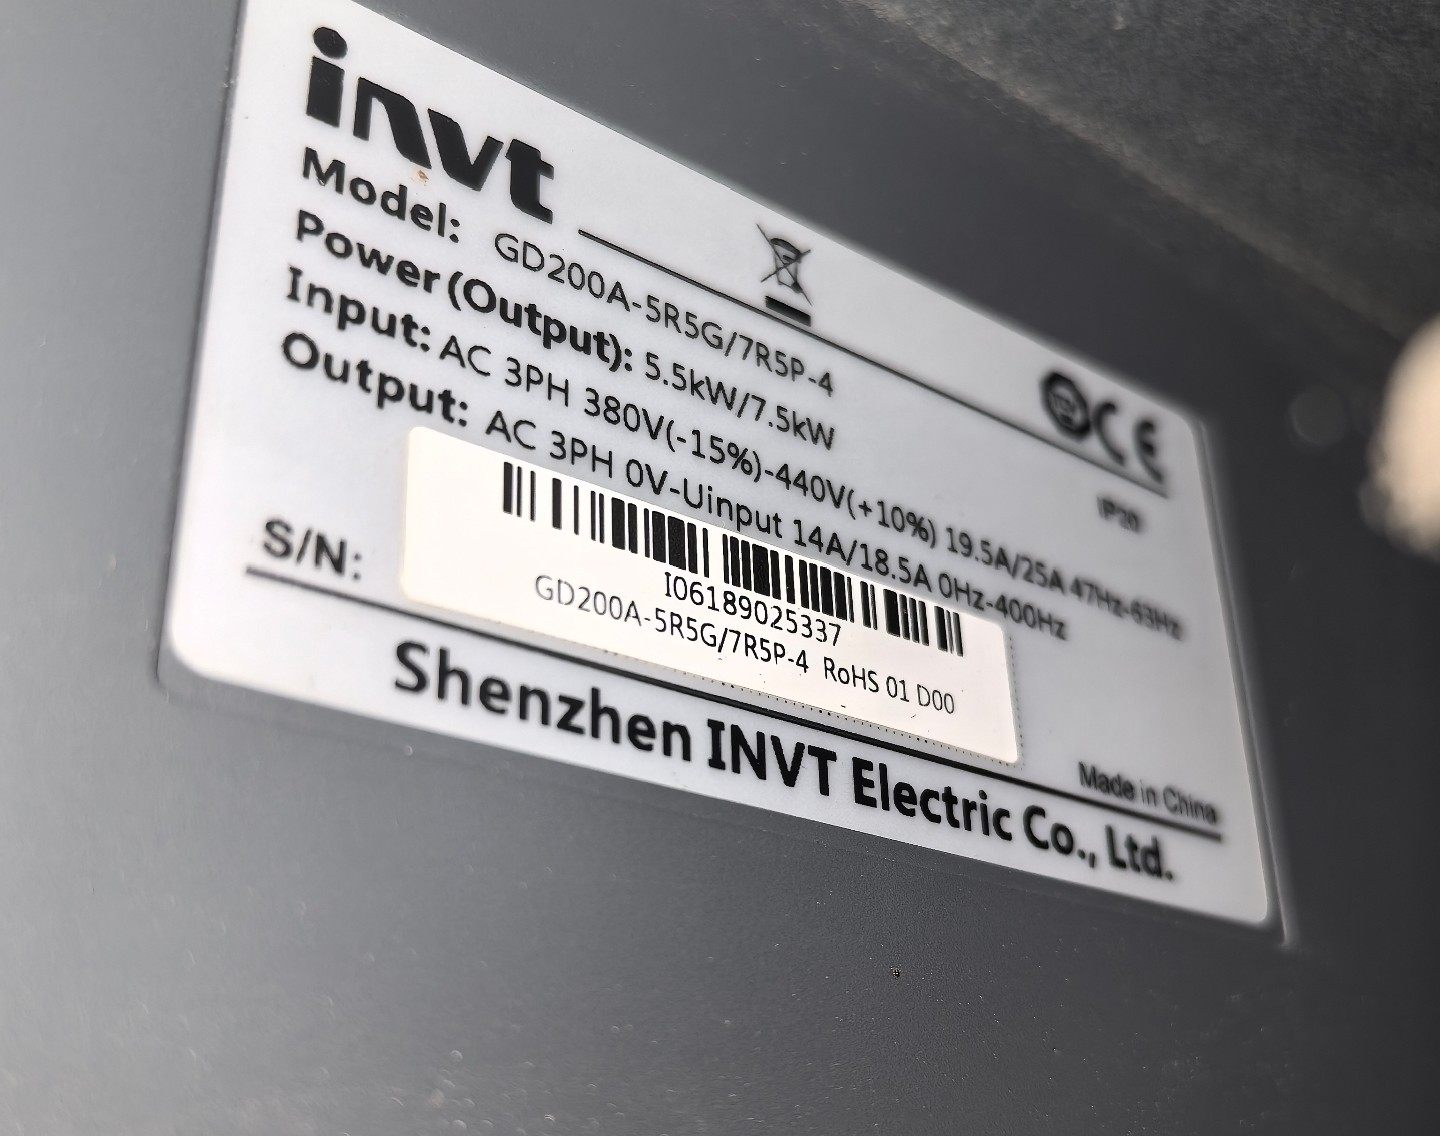 invt
CE
IP20
Model: GD200A-5R5G/7R5P-4
Power(Output): 5.5kW/7.5kW
Input: AC 3PH 380V(-15%)-440V(+10%) 19.5A/25A 47Hz-63Hz
Output: AC 3PH 0V-Uinput 14A/18.5A 0Hz-400Hz
S/N:
I06189025337
GD200A-5R5G/7R5P-4 RoHS 01 D00
Made in China
Shenzhen INVT Electric Co., Ltd.